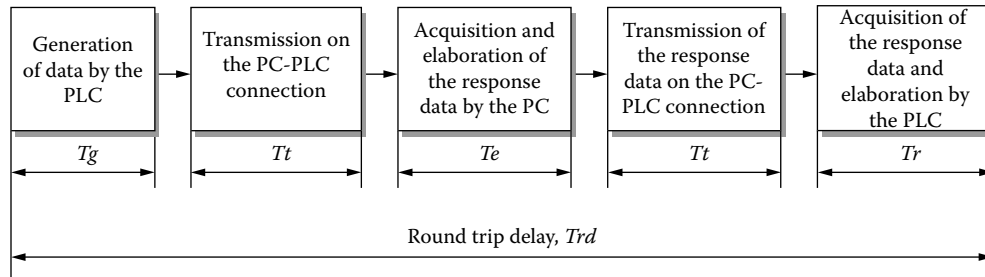 Generation
of data by the
PLC
Transmission on
the PC-PLC
connection
Acquisition and
elaboration of
the response
data by the PC
Transmission of
the response
data on the PC-
PLC connection
Acquisition of
the response
data and
elaboration by
the PLC
Tg
Tt
Te
Tt
Tr
Round trip delay, Trd